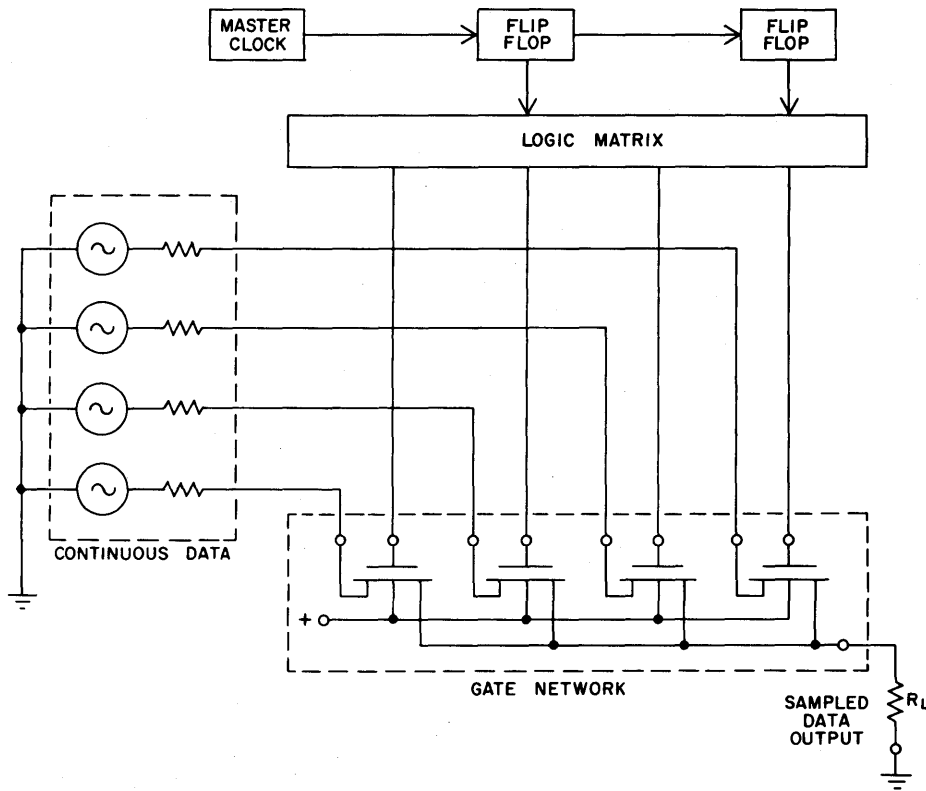 MASTER
CLOCK
FLIP
FLOP
FLIP
FLOP
LOGIC MATRIX
CONTINUOUS DATA
+
GATE NETWORK
SAMPLED
DATA
OUTPUT
RL